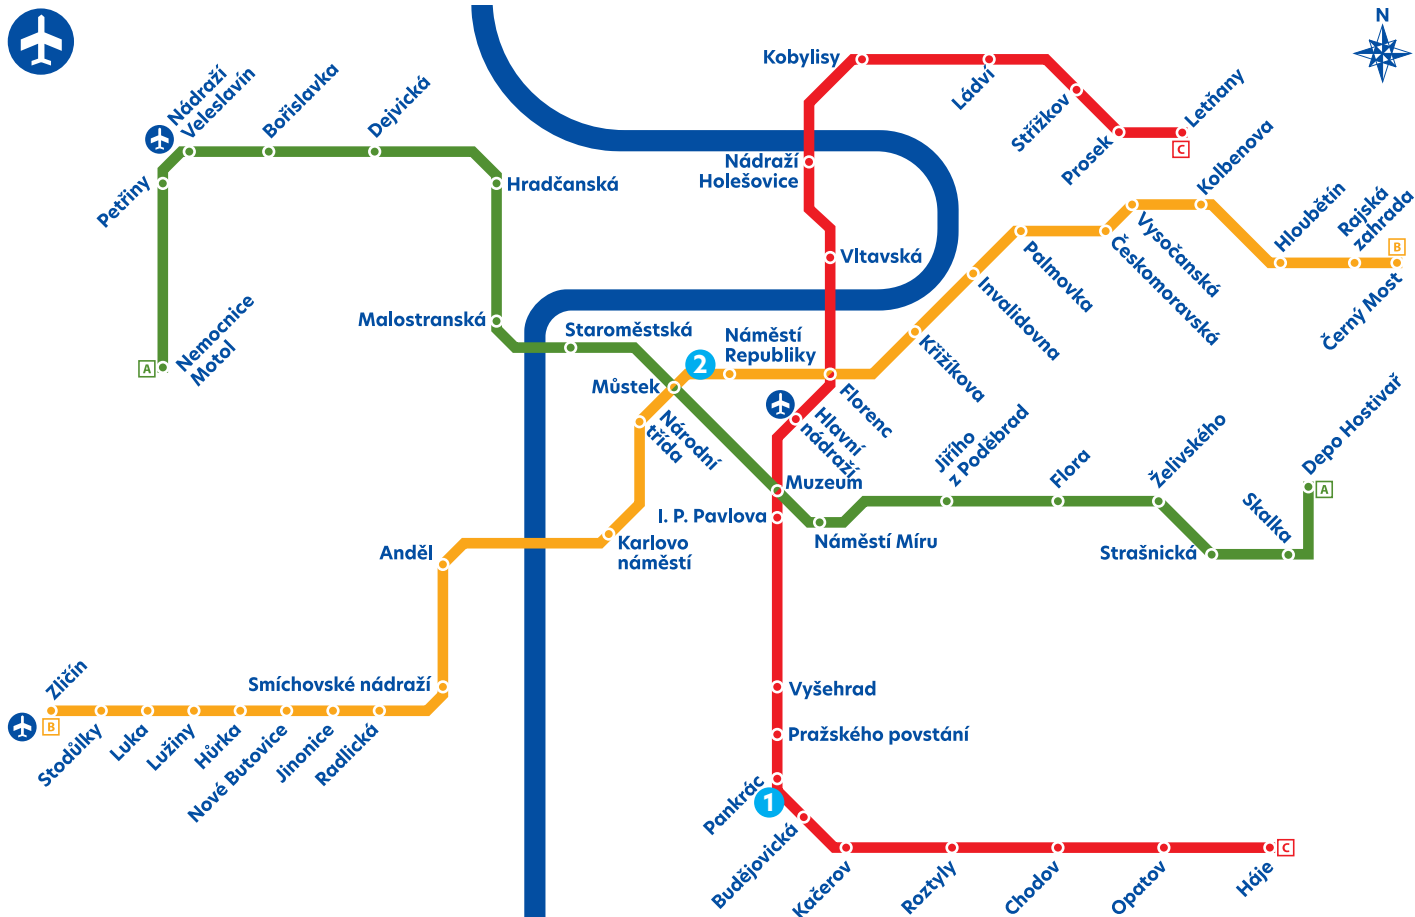 N
Kobylisy
Ládví
Střížkov
Prosek
Letňany
C
Nádraží
Veleslavín
Bořislavka
Dejvická
Petřiny
Hradčanská
Nádraží
Holešovice
Kolbenova
Hloubětín
Rajská
zahrada
B
Vltavská
Palmovka
Vysočanská
Českomoravská
Invalidovna
Černý Most
Malostranská
Staroměstská
Náměstí
Republiky
Křižíkova
A
Nemocnice
Motol
2
Můstek
Národní
třída
Florenc
Hlavní
nádraží
Jiřího
z Poděbrad
Flora
Želivského
Depo Hostivař
A
Muzeum
I. P. Pavlova
Náměstí Míru
Strašnická
Skalka
Anděl
Karlovo
náměstí
Zličín
B
Smíchovské nádraží
Stodůlky
Luka
Lužiny
Hůrka
Nové Butovice
Jinonice
Radlická
Vyšehrad
Pražského povstání
Pankrác
1
Budějovická
Kačerov
Roztyly
Chodov
Opatov
Háje
C